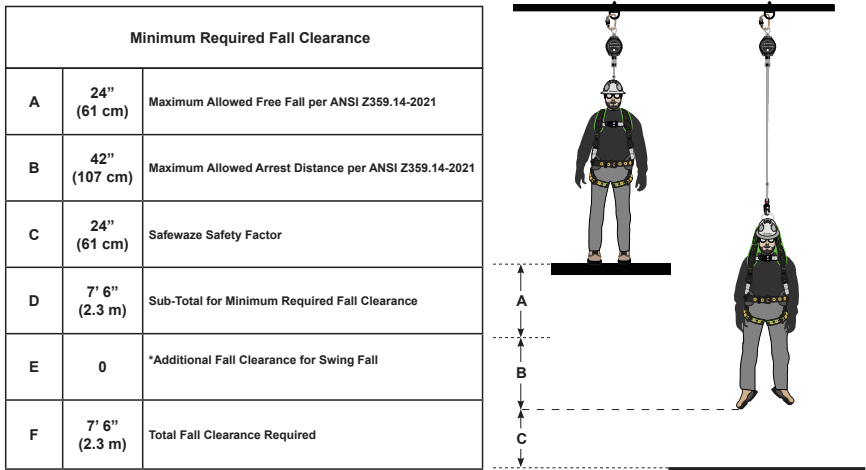 Minimum Required Fall Clearance
A
24”
(61 cm)
Maximum Allowed Free Fall per ANSI Z359.14-2021
B
42”
(107 cm)
Maximum Allowed Arrest Distance per ANSI Z359.14-2021
C
24”
(61 cm)
Safewaze Safety Factor
D
7’ 6”
(2.3 m)
Sub-Total for Minimum Required Fall Clearance
E
0
*Additional Fall Clearance for Swing Fall
F
7’ 6”
(2.3 m)
Total Fall Clearance Required
A
B
C